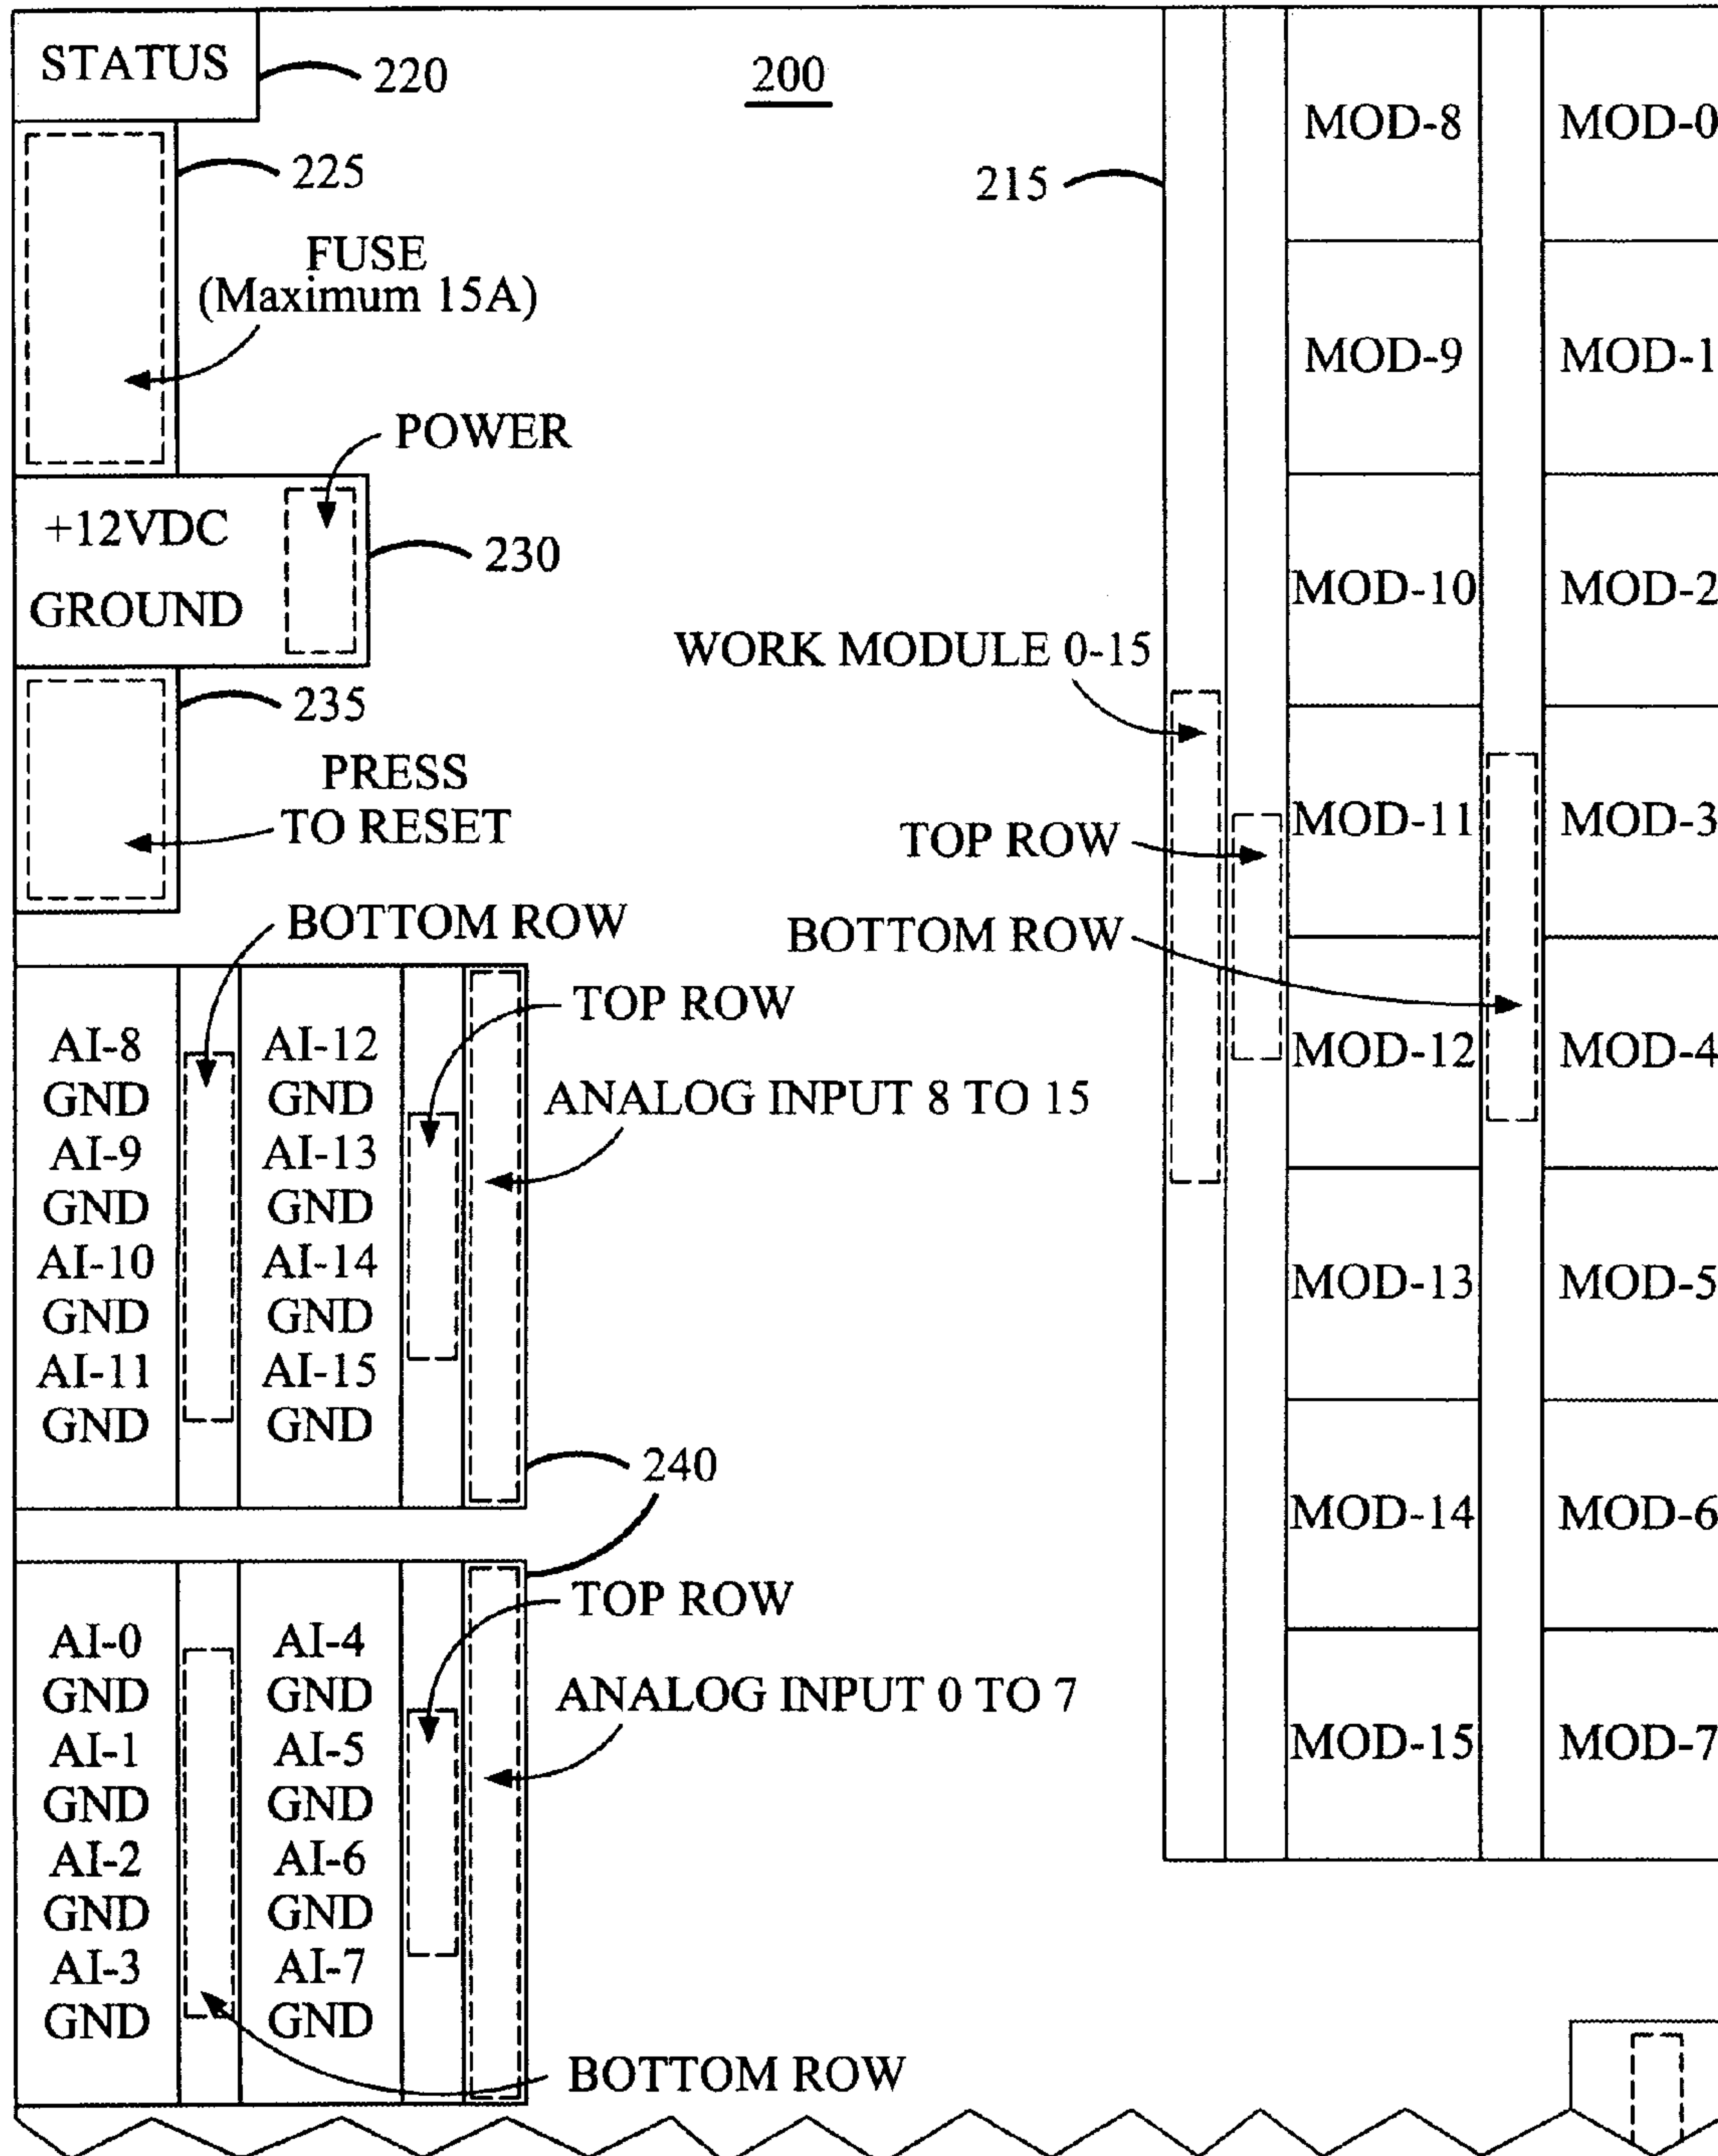 STATUS
220
200
225
FUSE
(Maximum 15A)
POWER
+12VDC
GROUND
230
235
PRESS
TO RESET
BOTTOM ROW
TOP ROW
ANALOG INPUT 8 TO 15
AI-8
GND
AI-9
GND
AI-10
GND
AI-11
GND
AI-12
GND
AI-13
GND
AI-14
GND
AI-15
GND
240
TOP ROW
ANALOG INPUT 0 TO 7
AI-0
GND
AI-1
GND
AI-2
GND
AI-3
GND
AI-4
GND
AI-5
GND
AI-6
GND
AI-7
GND
BOTTOM ROW
215
WORK MODULE 0-15
TOP ROW
BOTTOM ROW
MOD-8
MOD-9
MOD-10
MOD-11
MOD-12
MOD-13
MOD-14
MOD-15
MOD-0
MOD-1
MOD-2
MOD-3
MOD-4
MOD-5
MOD-6
MOD-7